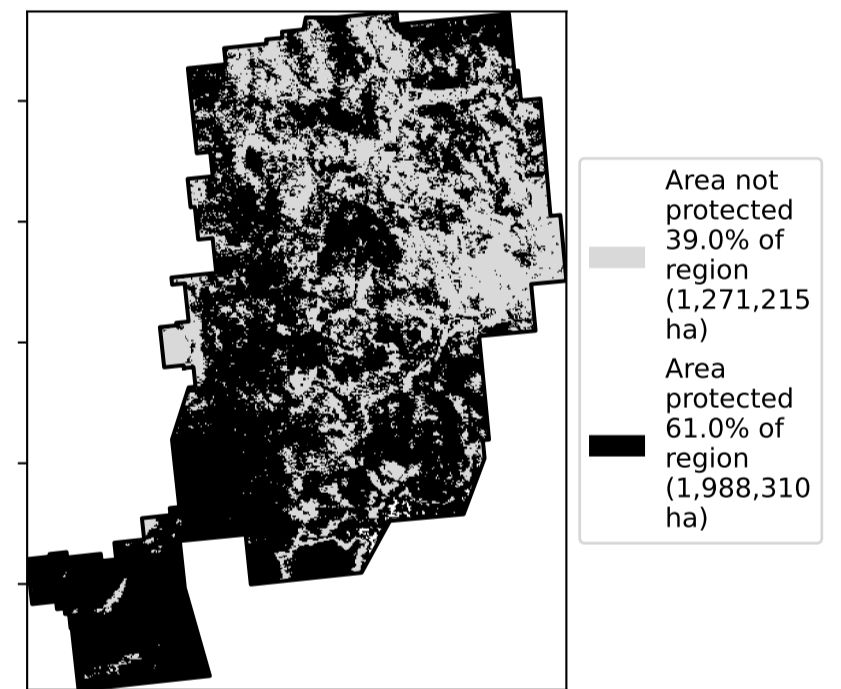 Area not
protected
39.0% of
region
(1,271,215
ha)
Area
protected
61.0% of
region
(1,988,310
ha)